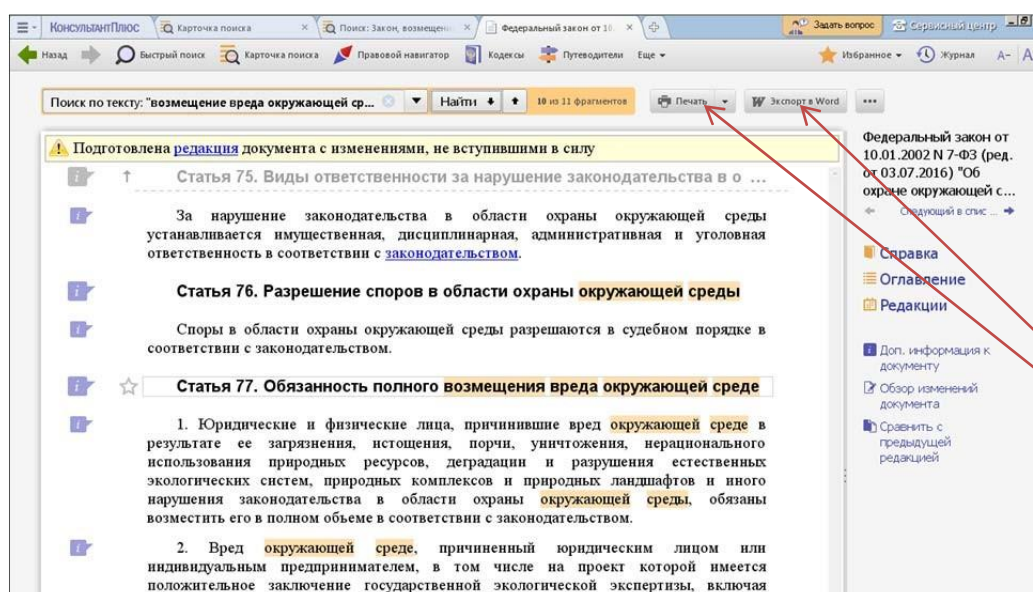 КОНСУЛЬТАНТПЛЮС Карточка поиска Поиск: Закон, возмещени Федеральный закон от 10. Задать вопрос Сервисный центр
Назад Быстрый поиск Карточка поиска Правовой навигатор Кодексы Путеводители Еще Избранное Журнал A- A
Поиск по тексту: "возмещение вреда окружающей ср... Найти 10 из 11 фрагментов Печать Экспорт в Word ...
Подготовлена редакция документа с изменениями, не вступившими в силу
Статья 75. Виды ответственности за нарушение законодательства в о ...
За нарушение законодательства в области охраны окружающей среды
устанавливается имущественная, дисциплинарная, административная и уголовная
ответственность в соответствии с законодательством.
Статья 76. Разрешение споров в области охраны окружающей среды
Споры в области охраны окружающей среды разрешаются в судебном порядке в
соответствии с законодательством.
Статья 77. Обязанность полного возмещения вреда окружающей среде
1. Юридические и физические лица, причинившие вред окружающей среде в
результате ее загрязнения, истощения, порчи, уничтожения, нерационального
использования природных ресурсов, деградации и разрушения естественных
экологических систем, природных комплексов и природных ландшафтов и иного
нарушения законодательства в области охраны окружающей среды, обязаны
возместить его в полном объеме в соответствии с законодательством.
2. Вред окружающей среде, причиненный юридическим лицом или
индивидуальным предпринимателем, в том числе на проект которой имеется
положительное заключение государственной экологической экспертизы, включая
Федеральный закон от
10.01.2002 N 7-ФЗ (ред.
от 03.07.2016) "Об
охране окружающей с...
Следующий в спис ...
Справка
Оглавление
Редакции
Доп. информация к
документу
Обзор изменений
документа
Сравнить с
предыдущей
редакцией